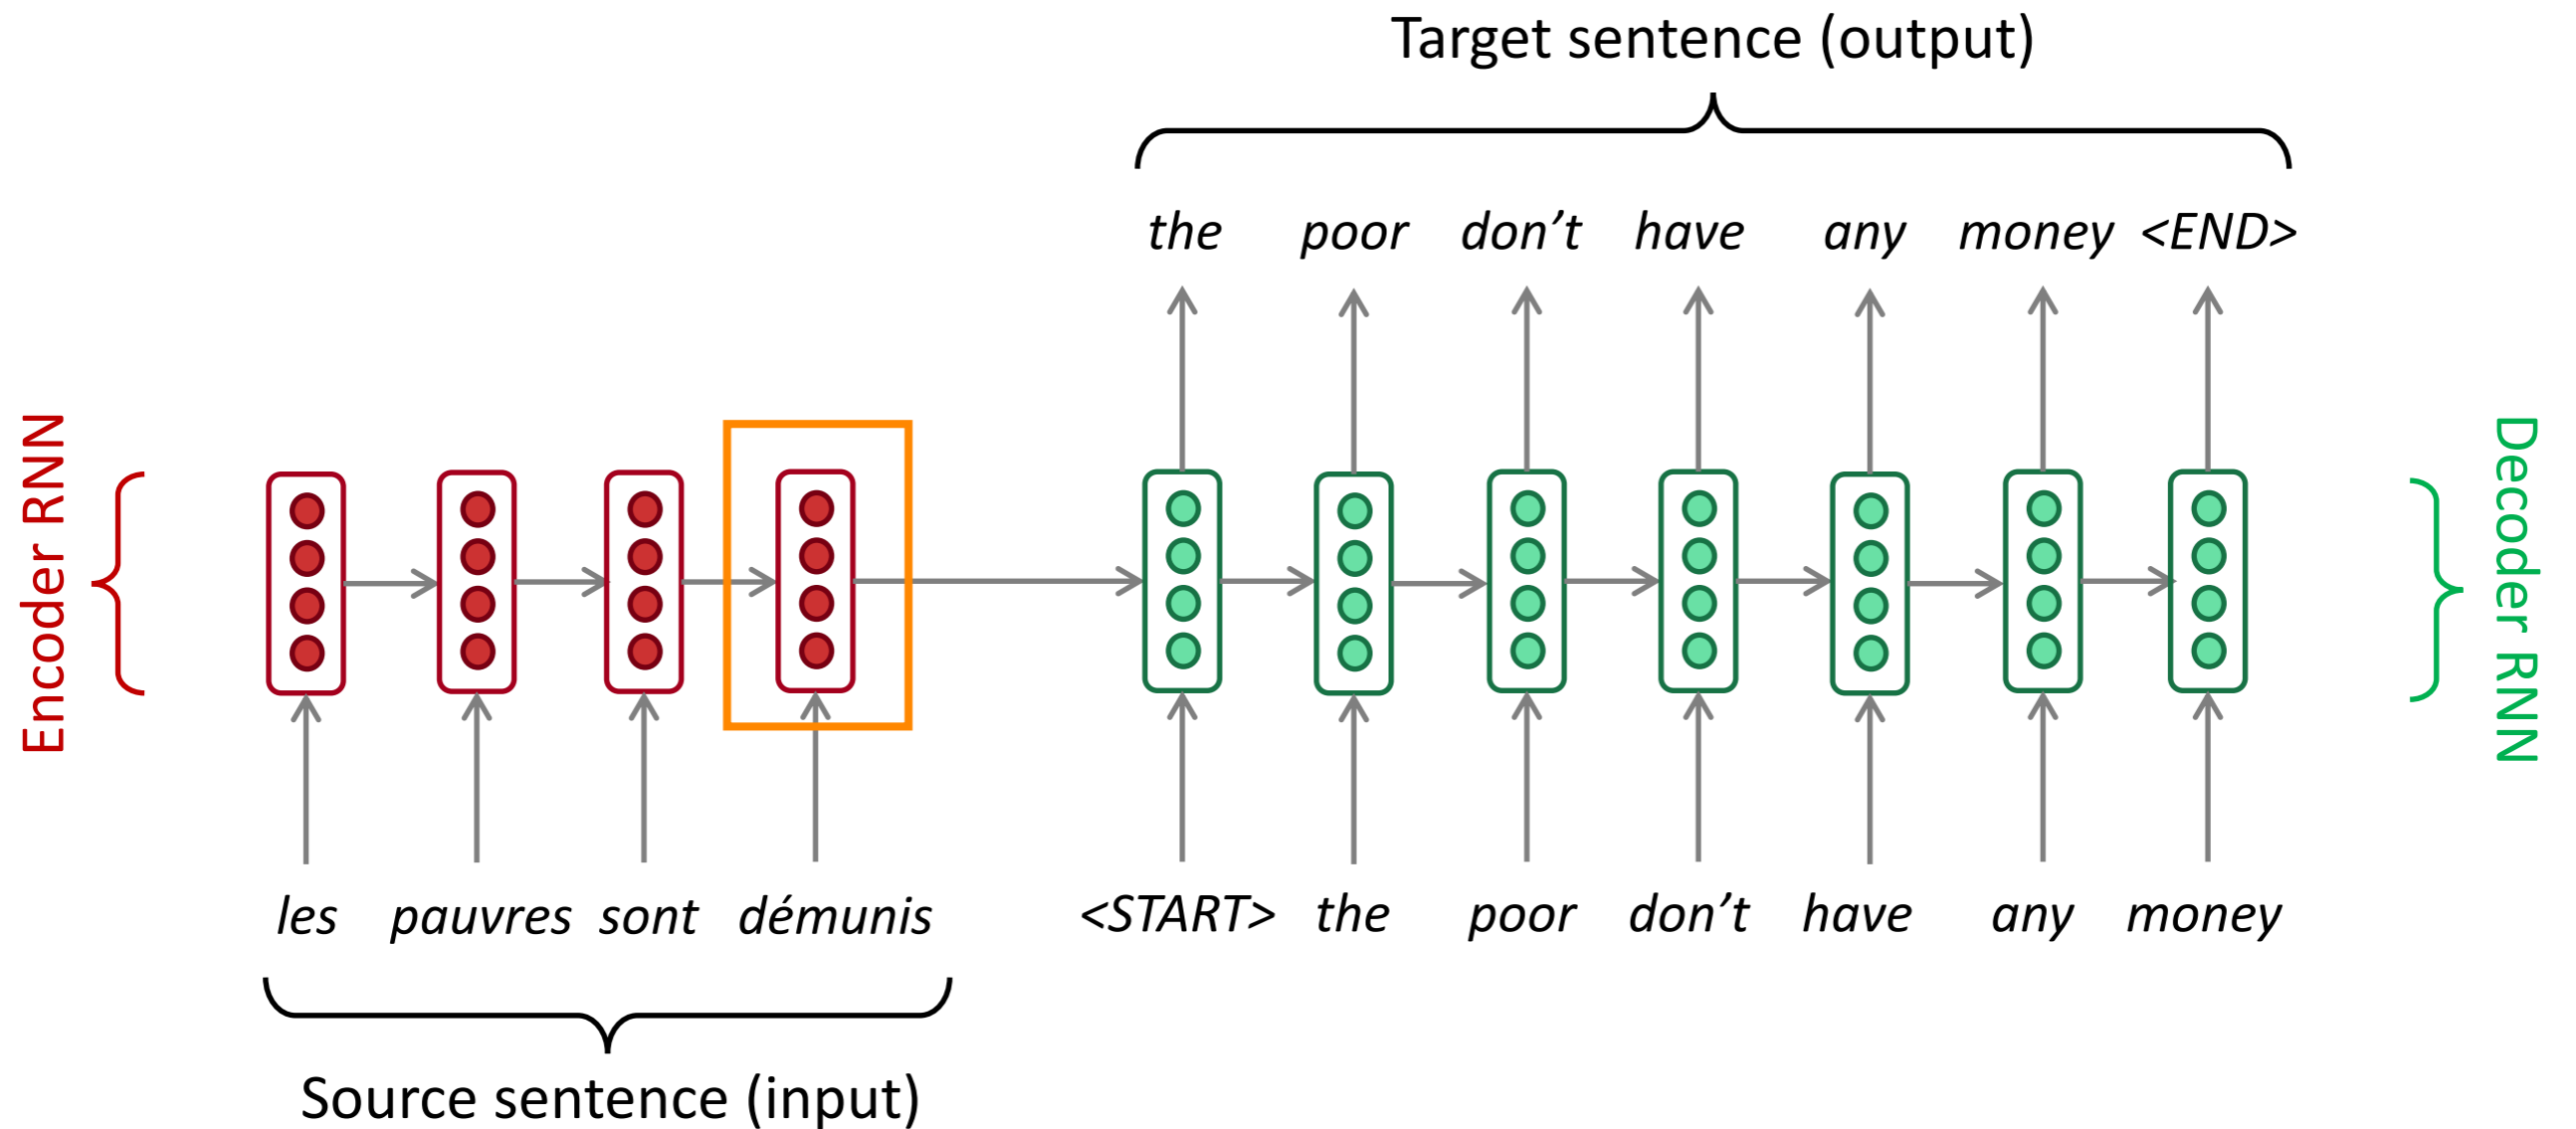 Target sentence (output)
the poor don't have any money <END>
Encoder RNN
Decoder RNN
les pauvres sont démunis <START> the poor don't have any money
Source sentence (input)